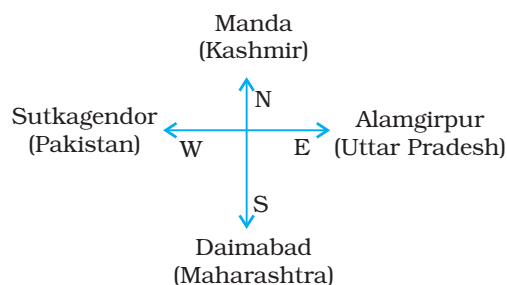 Manda
(Kashmir)
N
Sutkagendor
(Pakistan)
W
E
Alamgirpur
(Uttar Pradesh)
S
Daimabad
(Maharashtra)